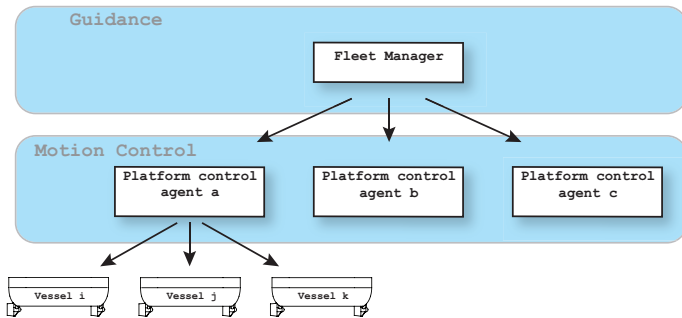 Guidance
Fleet Manager
Motion Control
Platform control
agent a
Platform control
agent b
Platform control
agent c
Vessel i
Vessel j
Vessel k